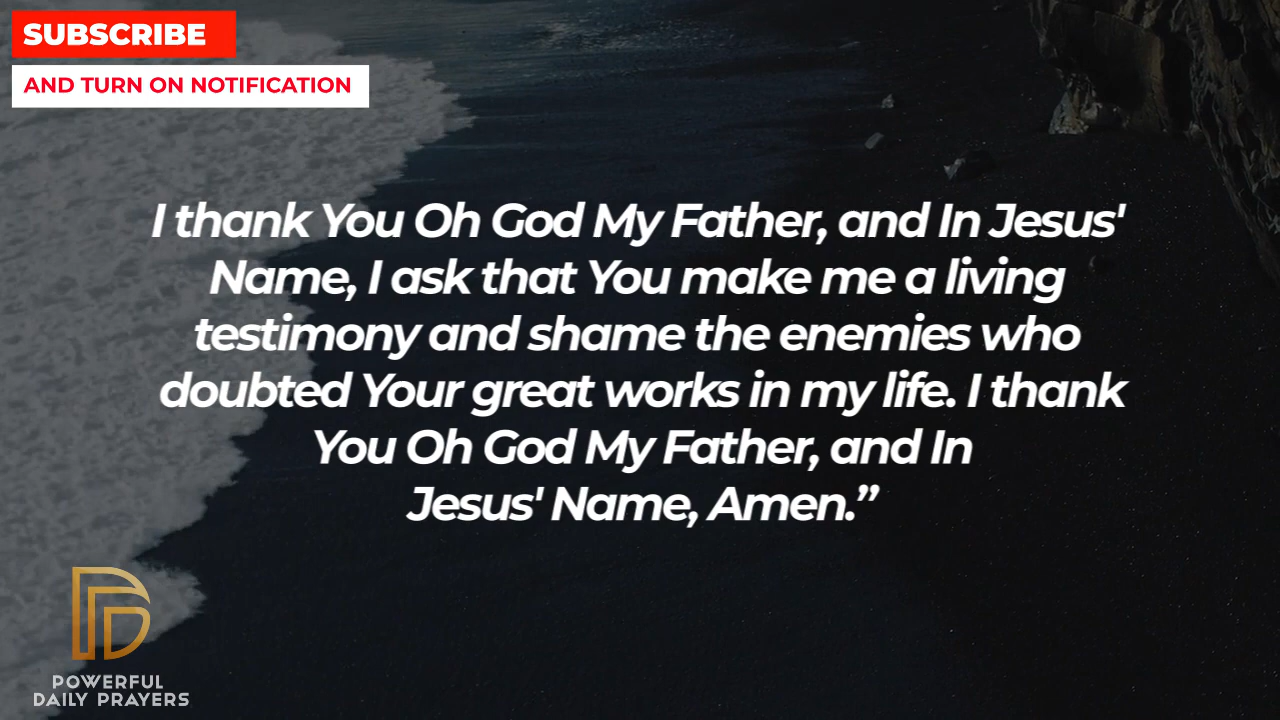 SUBSCRIBE
AND TURN ON NOTIFICATION
I thank You Oh God My Father, and In Jesus'
Name, I ask that You make me a living
testimony and shame the enemies who
doubted Your great works in my life. I thank
You Oh God My Father, and In
Jesus' Name, Amen.”
POWERFUL
DAILY PRAYERS